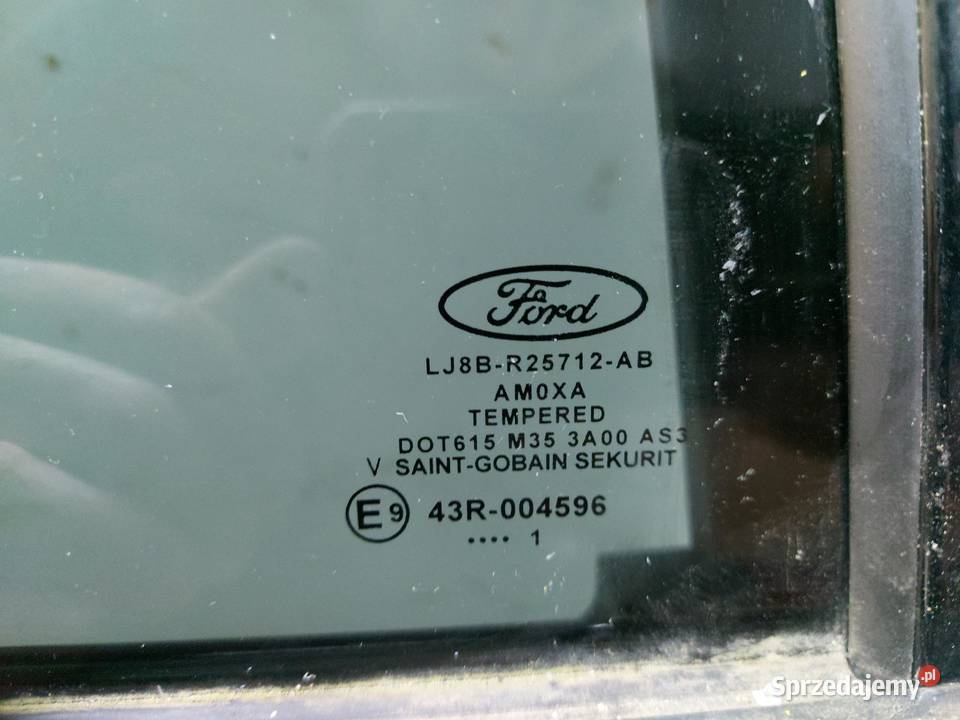 Ford
LJ8B-R25712-AB
AM0XA
TEMPERED
DOT615 M35 3A00 AS3
V SAINT-GOBAIN SEKURIT
E9 43R-004596
•••• 1
Sprzedajemy.pl